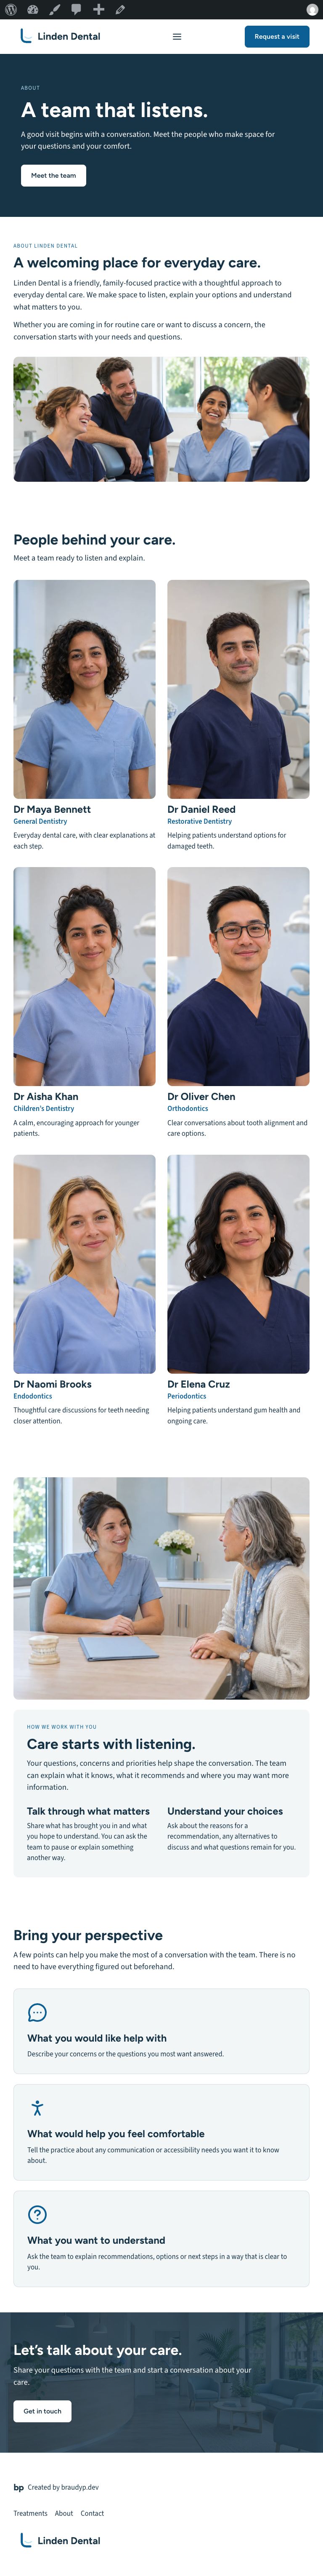 Linden Dental
Request a visit
ABOUT
A team that listens.
A good visit begins with a conversation. Meet the people who make space for
your questions and your comfort.
Meet the team
ABOUT LINDEN DENTAL
A welcoming place for everyday care.
Linden Dental is a friendly, family-focused practice with a thoughtful approach to
everyday dental care. We make space to listen, explain your options and understand
what matters to you.
Whether you are coming in for routine care or want to discuss a concern, the
conversation starts with your needs and questions.
People behind your care.
Meet a team ready to listen and explain.
Dr Maya Bennett
General Dentistry
Everyday dental care, with clear explanations at
each step.
Dr Daniel Reed
Restorative Dentistry
Helping patients understand options for
damaged teeth.
Dr Aisha Khan
Children's Dentistry
A calm, encouraging approach for younger
patients.
Dr Oliver Chen
Orthodontics
Clear conversations about tooth alignment and
care options.
Dr Naomi Brooks
Endodontics
Thoughtful care discussions for teeth needing
closer attention.
Dr Elena Cruz
Periodontics
Helping patients understand gum health and
ongoing care.
HOW WE WORK WITH YOU
Care starts with listening.
Your questions, concerns and priorities help shape the conversation. The team
can explain what it knows, what it recommends and where you may want more
information.
Talk through what matters
Share what has brought you in and what
you hope to understand. You can ask the
team to pause or explain something
another way.
Understand your choices
Ask about the reasons for a
recommendation, any alternatives to
discuss and what questions remain for you.
Bring your perspective
A few points can help you make the most of a conversation with the team. There is no
need to have everything figured out beforehand.
What you would like help with
Describe your concerns or the questions you most want answered.
What would help you feel comfortable
Tell the practice about any communication or accessibility needs you want it to know
about.
What you want to understand
Ask the team to explain recommendations, options or next steps in a way that is clear to
you.
Let's talk about your care.
Share your questions with the team and start a conversation about your
care.
Get in touch
bp Created by braudyp.dev
Treatments About Contact
Linden Dental